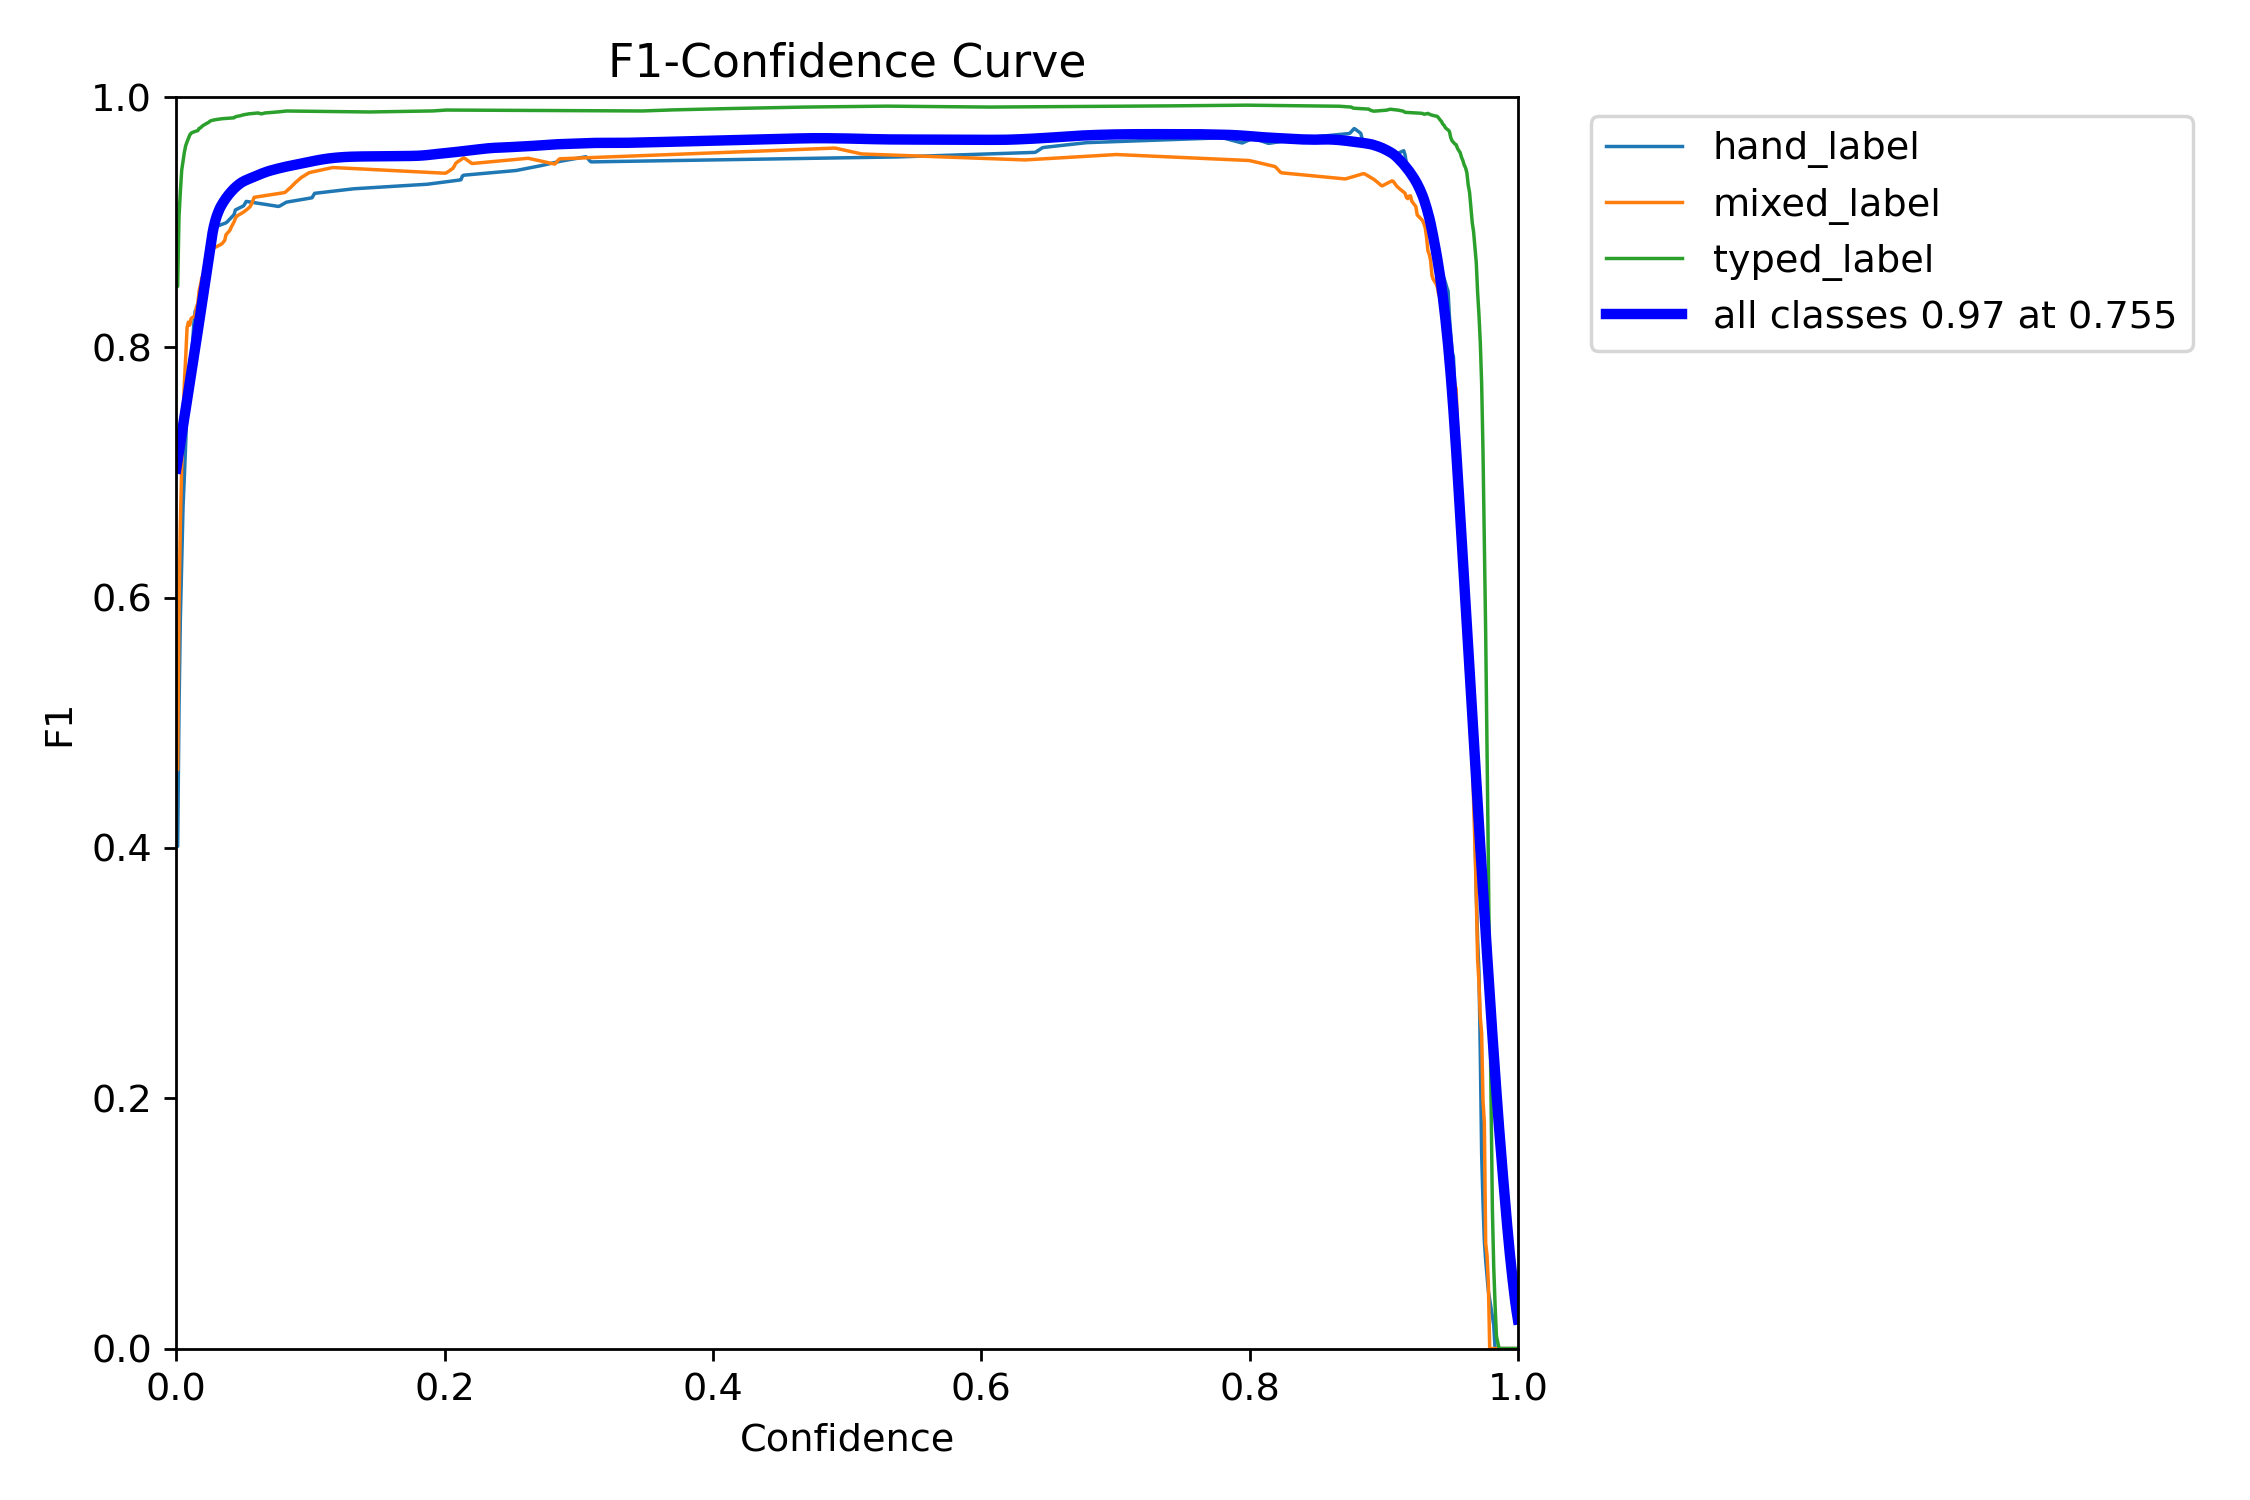 F1-Confidence Curve
1.0
0.8
0.6
0.4
0.2
0.0
F1
0.0 0.2 0.4 0.6 0.8 1.0
Confidence
hand_label
mixed_label
typed_label
all classes 0.97 at 0.755